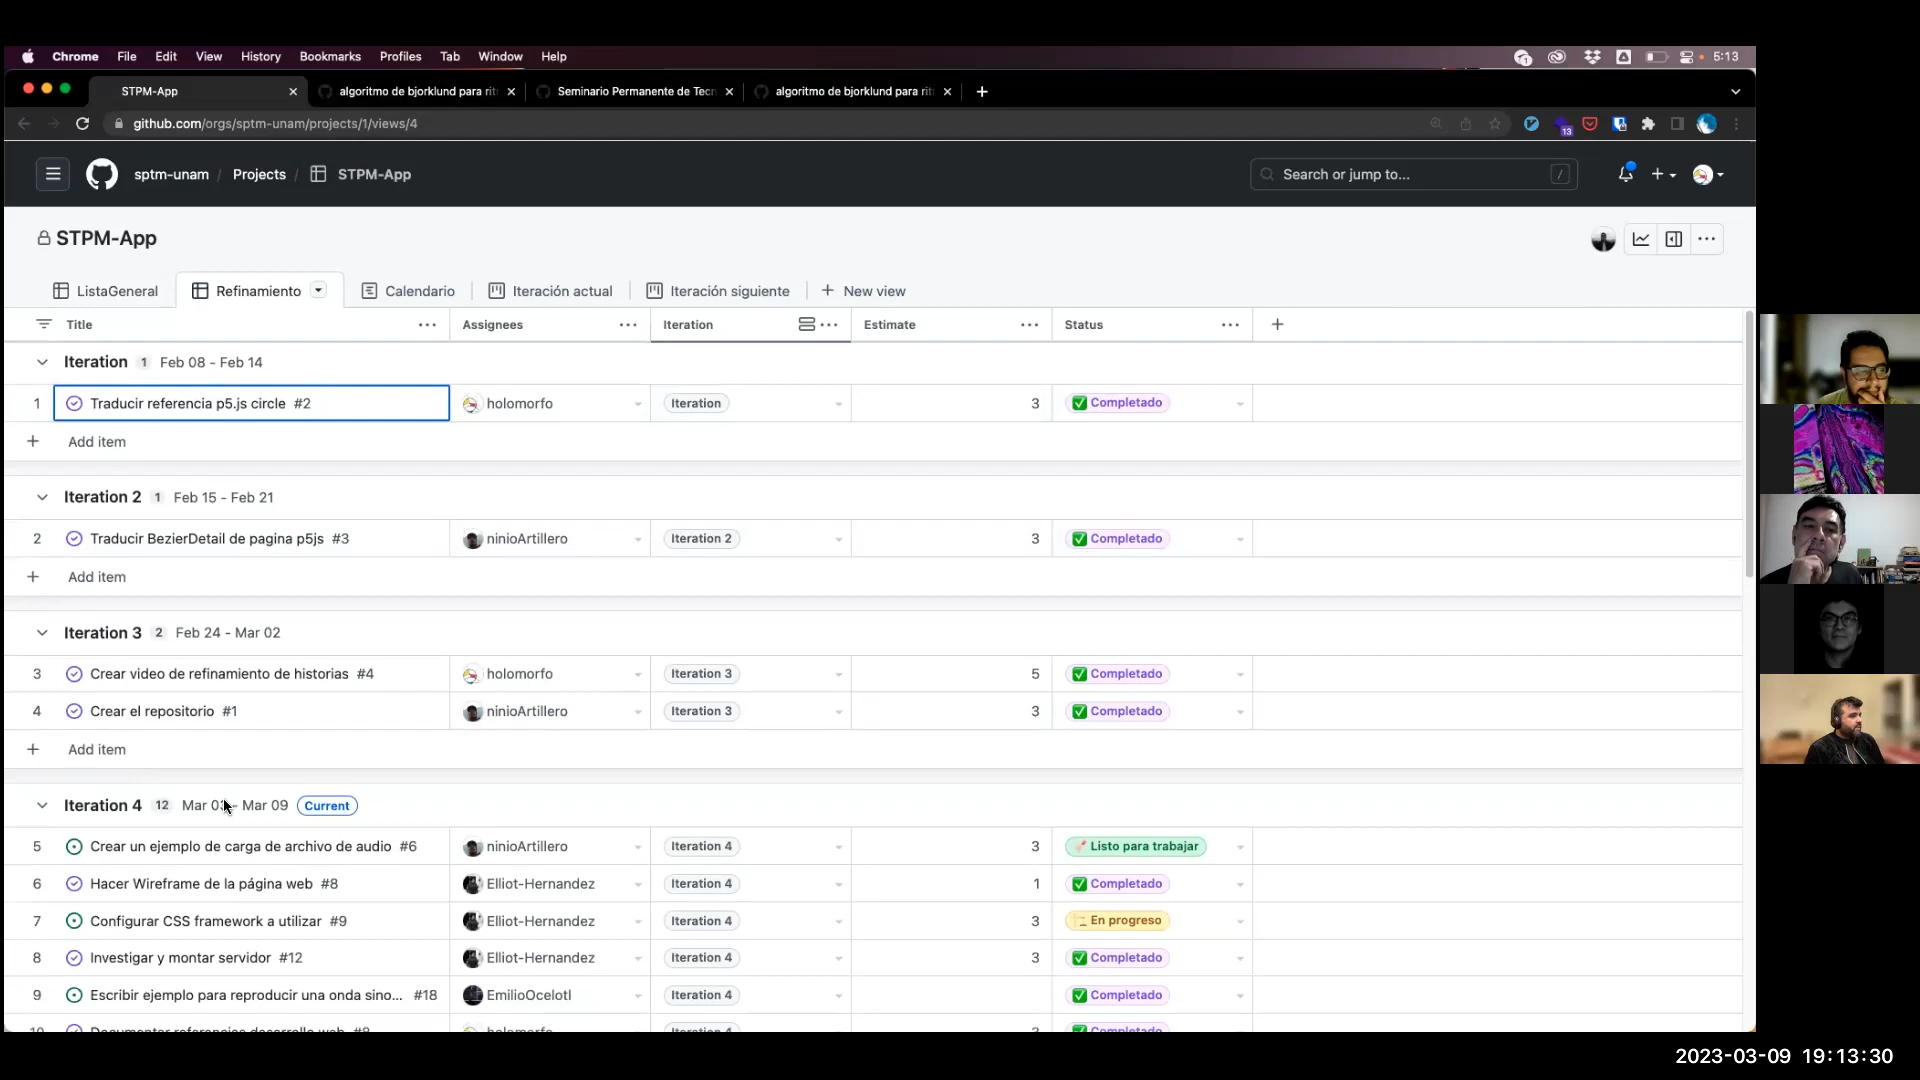 Chrome File Edit View History Bookmarks Profiles Tab Window Help 5:13
STPM-App algoritmo de bjorklund para rit Seminario Permanente de Tecn algoritmo de bjorklund para rit
github.com/orgs/sptm-unam/projects/1/views/4 13
sptm-unam / Projects / STPM-App Search or jump to... /
STPM-App
ListaGeneral Refinamiento Calendario Iteración actual Iteración siguiente + New view
Title Assignees Iteration Estimate Status
Iteration 1 Feb 08 - Feb 14
1 Traducir referencia p5.js circle #2 holomorfo Iteration 3 ✅ Completado
+ Add item
Iteration 2 1 Feb 15 - Feb 21
2 Traducir BezierDetail de pagina p5js #3 ninioArtillero Iteration 2 3 ✅ Completado
+ Add item
Iteration 3 2 Feb 24 - Mar 02
3 Crear video de refinamiento de historias #4 holomorfo Iteration 3 5 ✅ Completado
4 Crear el repositorio #1 ninioArtillero Iteration 3 3 ✅ Completado
+ Add item
Iteration 4 12 Mar 03 - Mar 09 Current
5 Crear un ejemplo de carga de archivo de audio #6 ninioArtillero Iteration 4 3 Listo para trabajar
6 Hacer Wireframe de la página web #8 Elliot-Hernandez Iteration 4 1 ✅ Completado
7 Configurar CSS framework a utilizar #9 Elliot-Hernandez Iteration 4 3 En progreso
8 Investigar y montar servidor #12 Elliot-Hernandez Iteration 4 3 ✅ Completado
9 Escribir ejemplo para reproducir una onda sino... #18 EmilioOcelotl Iteration 4 ✅ Completado
10 Documentar referencias desarrollo web holomorfo Iteration 4 Completado
2023-03-09 19:13:30